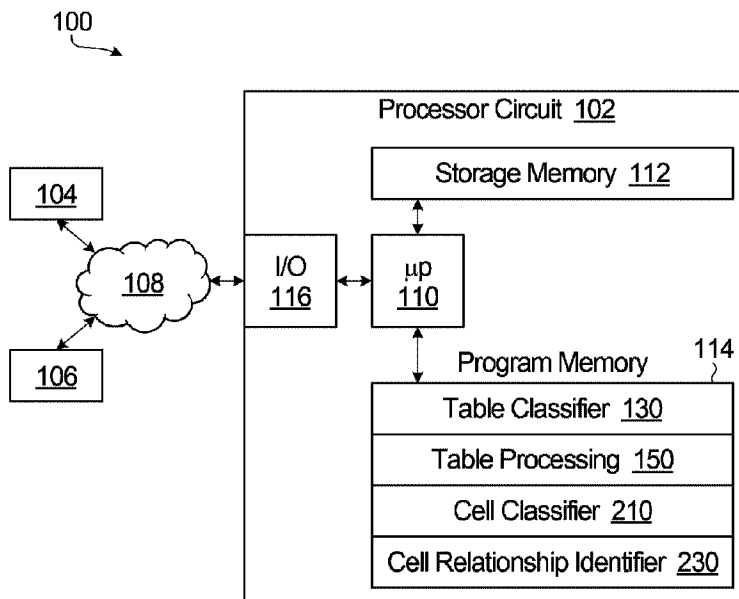 100
Processor Circuit 102
Storage Memory 112
104
108
I/O
116
μp
110
106
Program Memory
114
Table Classifier 130
Table Processing 150
Cell Classifier 210
Cell Relationship Identifier 230